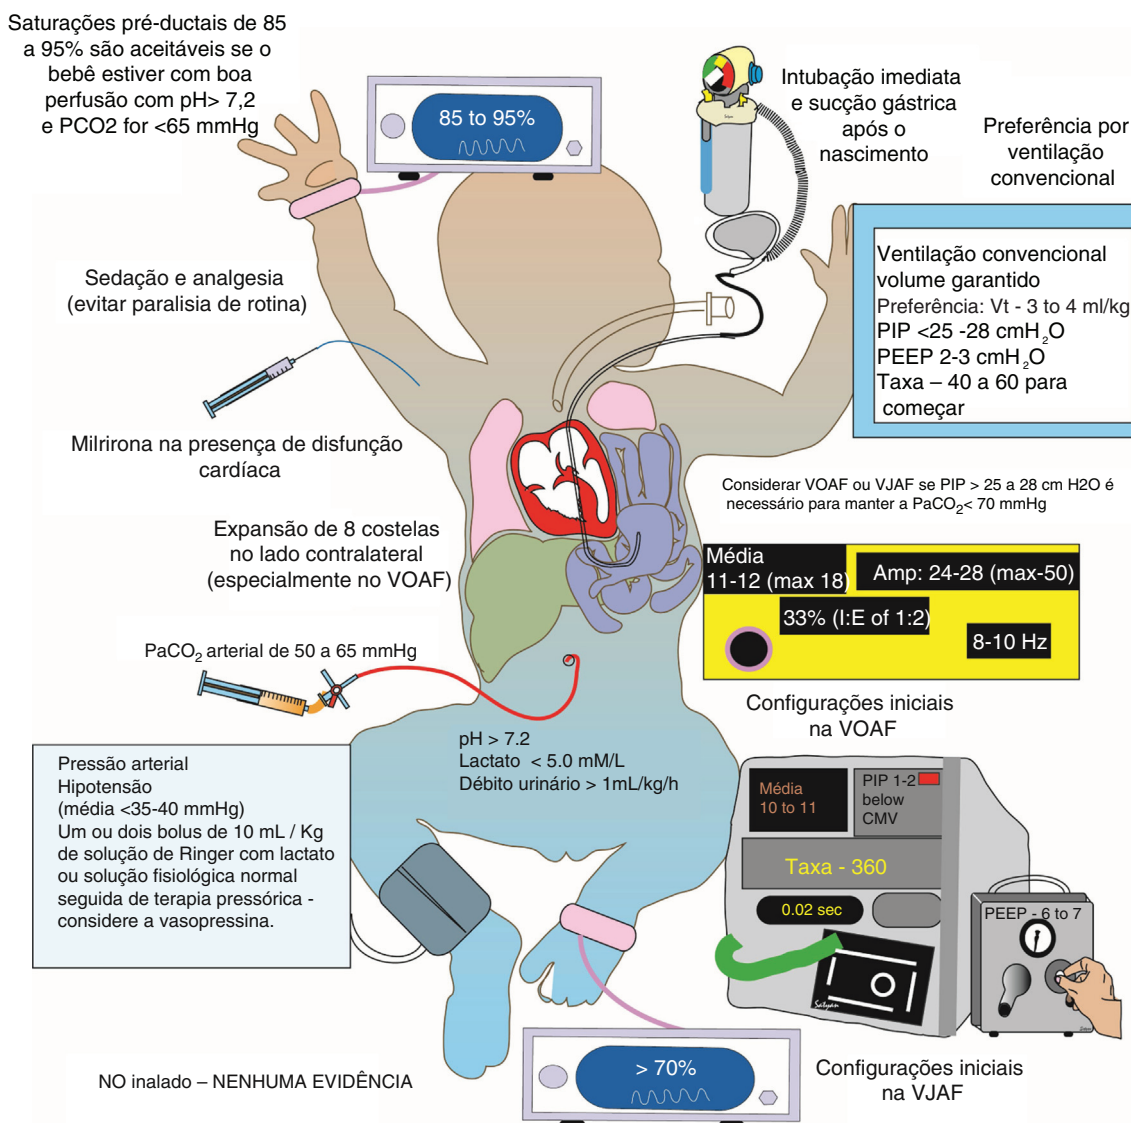 Saturações pré-ductais de 85
a 95% são aceitáveis se o
bebê estiver com boa
perfusão com pH> 7,2
e PCO2 for <65 mmHg
85 to 95%
Intubação imediata
e sucção gástrica
após o
nascimento
Preferência por
ventilação
convencional
Ventilação convencional
volume garantido
Preferência: Vt - 3 to 4 ml/kg
PIP <25 -28 cmH2O
PEEP 2-3 cmH2O
Taxa – 40 a 60 para
começar
Sedação e analgesia
(evitar paralisia de rotina)
Milrirona na presença de disfunção
cardíaca
Considerar VOAF ou VJAF se PIP > 25 a 28 cm H2O é
necessário para manter a PaCO2< 70 mmHg
Expansão de 8 costelas
no lado contralateral
(especialmente no VOAF)
Média
11-12 (max 18)
Amp: 24-28 (max-50)
33% (I:E of 1:2)
8-10 Hz
Configurações iniciais
na VOAF
PaCO2 arterial de 50 a 65 mmHg
pH > 7.2
Lactato < 5.0 mM/L
Débito urinário > 1mL/kg/h
Pressão arterial
Hipotensão
(média <35-40 mmHg)
Um ou dois bolus de 10 mL / Kg
de solução de Ringer com lactato
ou solução fisiológica normal
seguida de terapia pressórica -
considere a vasopressina.
Média
10 to 11
PIP 1-2
below
CMV
Taxa - 360
0.02 sec
PEEP - 6 to 7
Satyan
> 70%
Configurações iniciais
na VJAF
NO inalado – NENHUMA EVIDÊNCIA